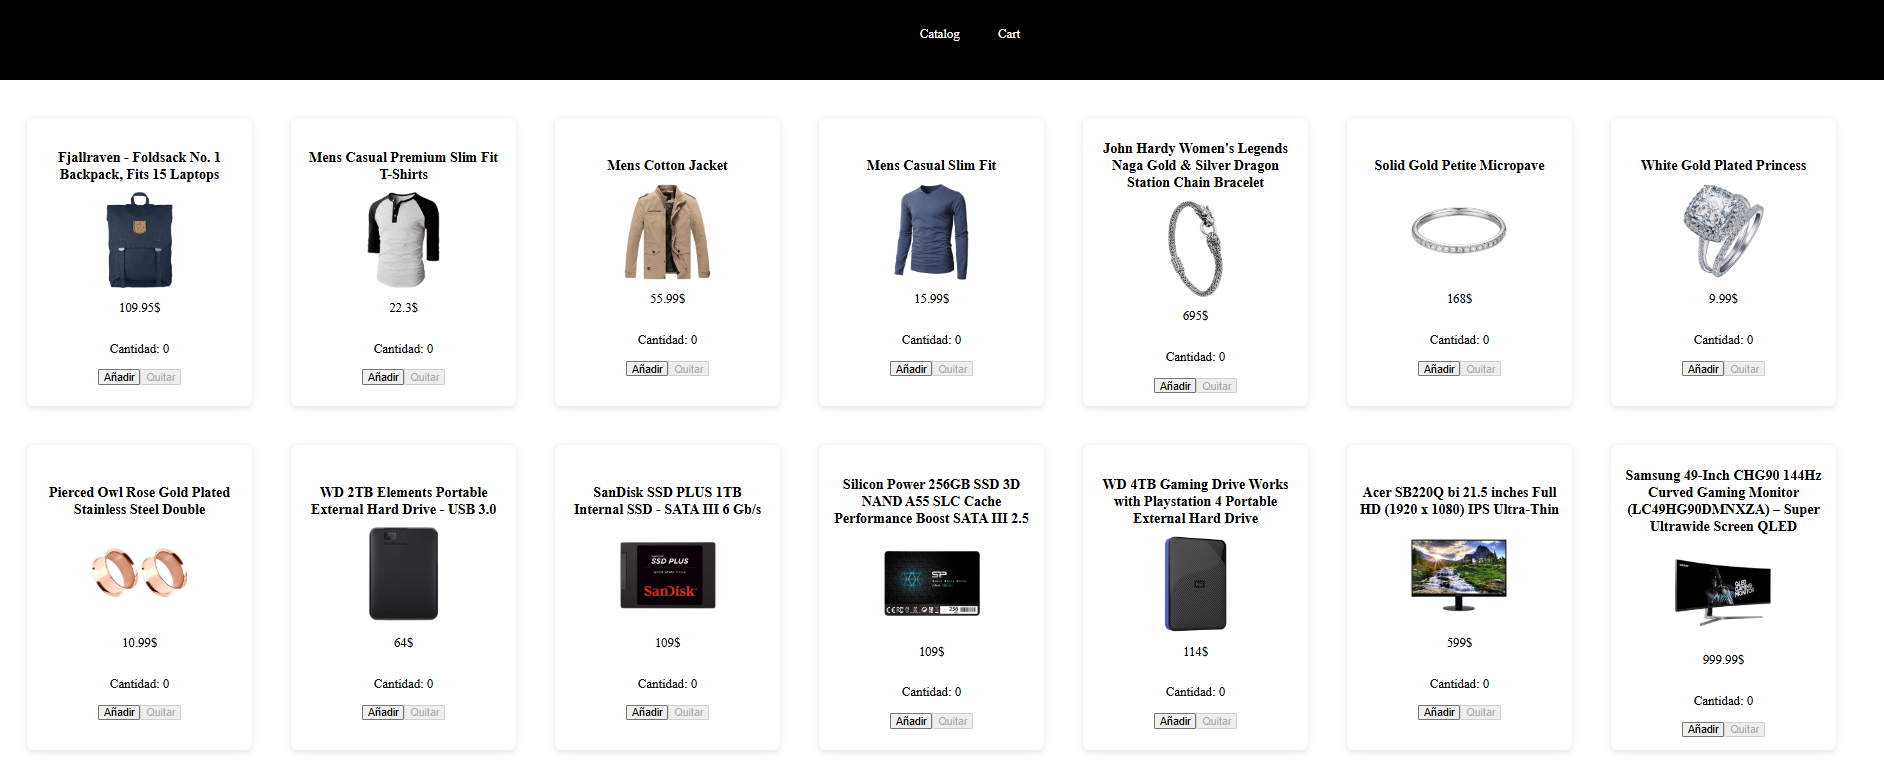 Catalog
Cart
Fjallraven - Foldsack No. 1
Backpack, Fits 15 Laptops
109.95$
Cantidad: 0
Añadir Quitar
Mens Casual Premium Slim Fit
T-Shirts
22.3$
Cantidad: 0
Añadir Quitar
Mens Cotton Jacket
55.99$
Cantidad: 0
Añadir Quitar
Mens Casual Slim Fit
15.99$
Cantidad: 0
Añadir Quitar
John Hardy Women's Legends
Naga Gold & Silver Dragon
Station Chain Bracelet
695$
Cantidad: 0
Añadir Quitar
Solid Gold Petite Micropave
168$
Cantidad: 0
Añadir Quitar
White Gold Plated Princess
9.99$
Cantidad: 0
Añadir Quitar
Pierced Owl Rose Gold Plated
Stainless Steel Double
10.99$
Cantidad: 0
Añadir Quitar
WD 2TB Elements Portable
External Hard Drive - USB 3.0
64$
Cantidad: 0
Añadir Quitar
SanDisk SSD PLUS 1TB
Internal SSD - SATA III 6 Gb/s
SSD PLUS
SanDisk
109$
Cantidad: 0
Añadir Quitar
Silicon Power 256GB SSD 3D
NAND A55 SLC Cache
Performance Boost SATA III 2.5
SP
256
109$
Cantidad: 0
Añadir Quitar
WD 4TB Gaming Drive Works
with Playstation 4 Portable
External Hard Drive
114$
Cantidad: 0
Añadir Quitar
Acer SB220Q bi 21.5 inches Full
HD (1920 x 1080) IPS Ultra-Thin
599$
Cantidad: 0
Añadir Quitar
Samsung 49-Inch CHG90 144Hz
Curved Gaming Monitor
(LC49HG90DMNXZA) – Super
Ultrawide Screen QLED
QLED
GAMING
MONITOR
999.99$
Cantidad: 0
Añadir Quitar